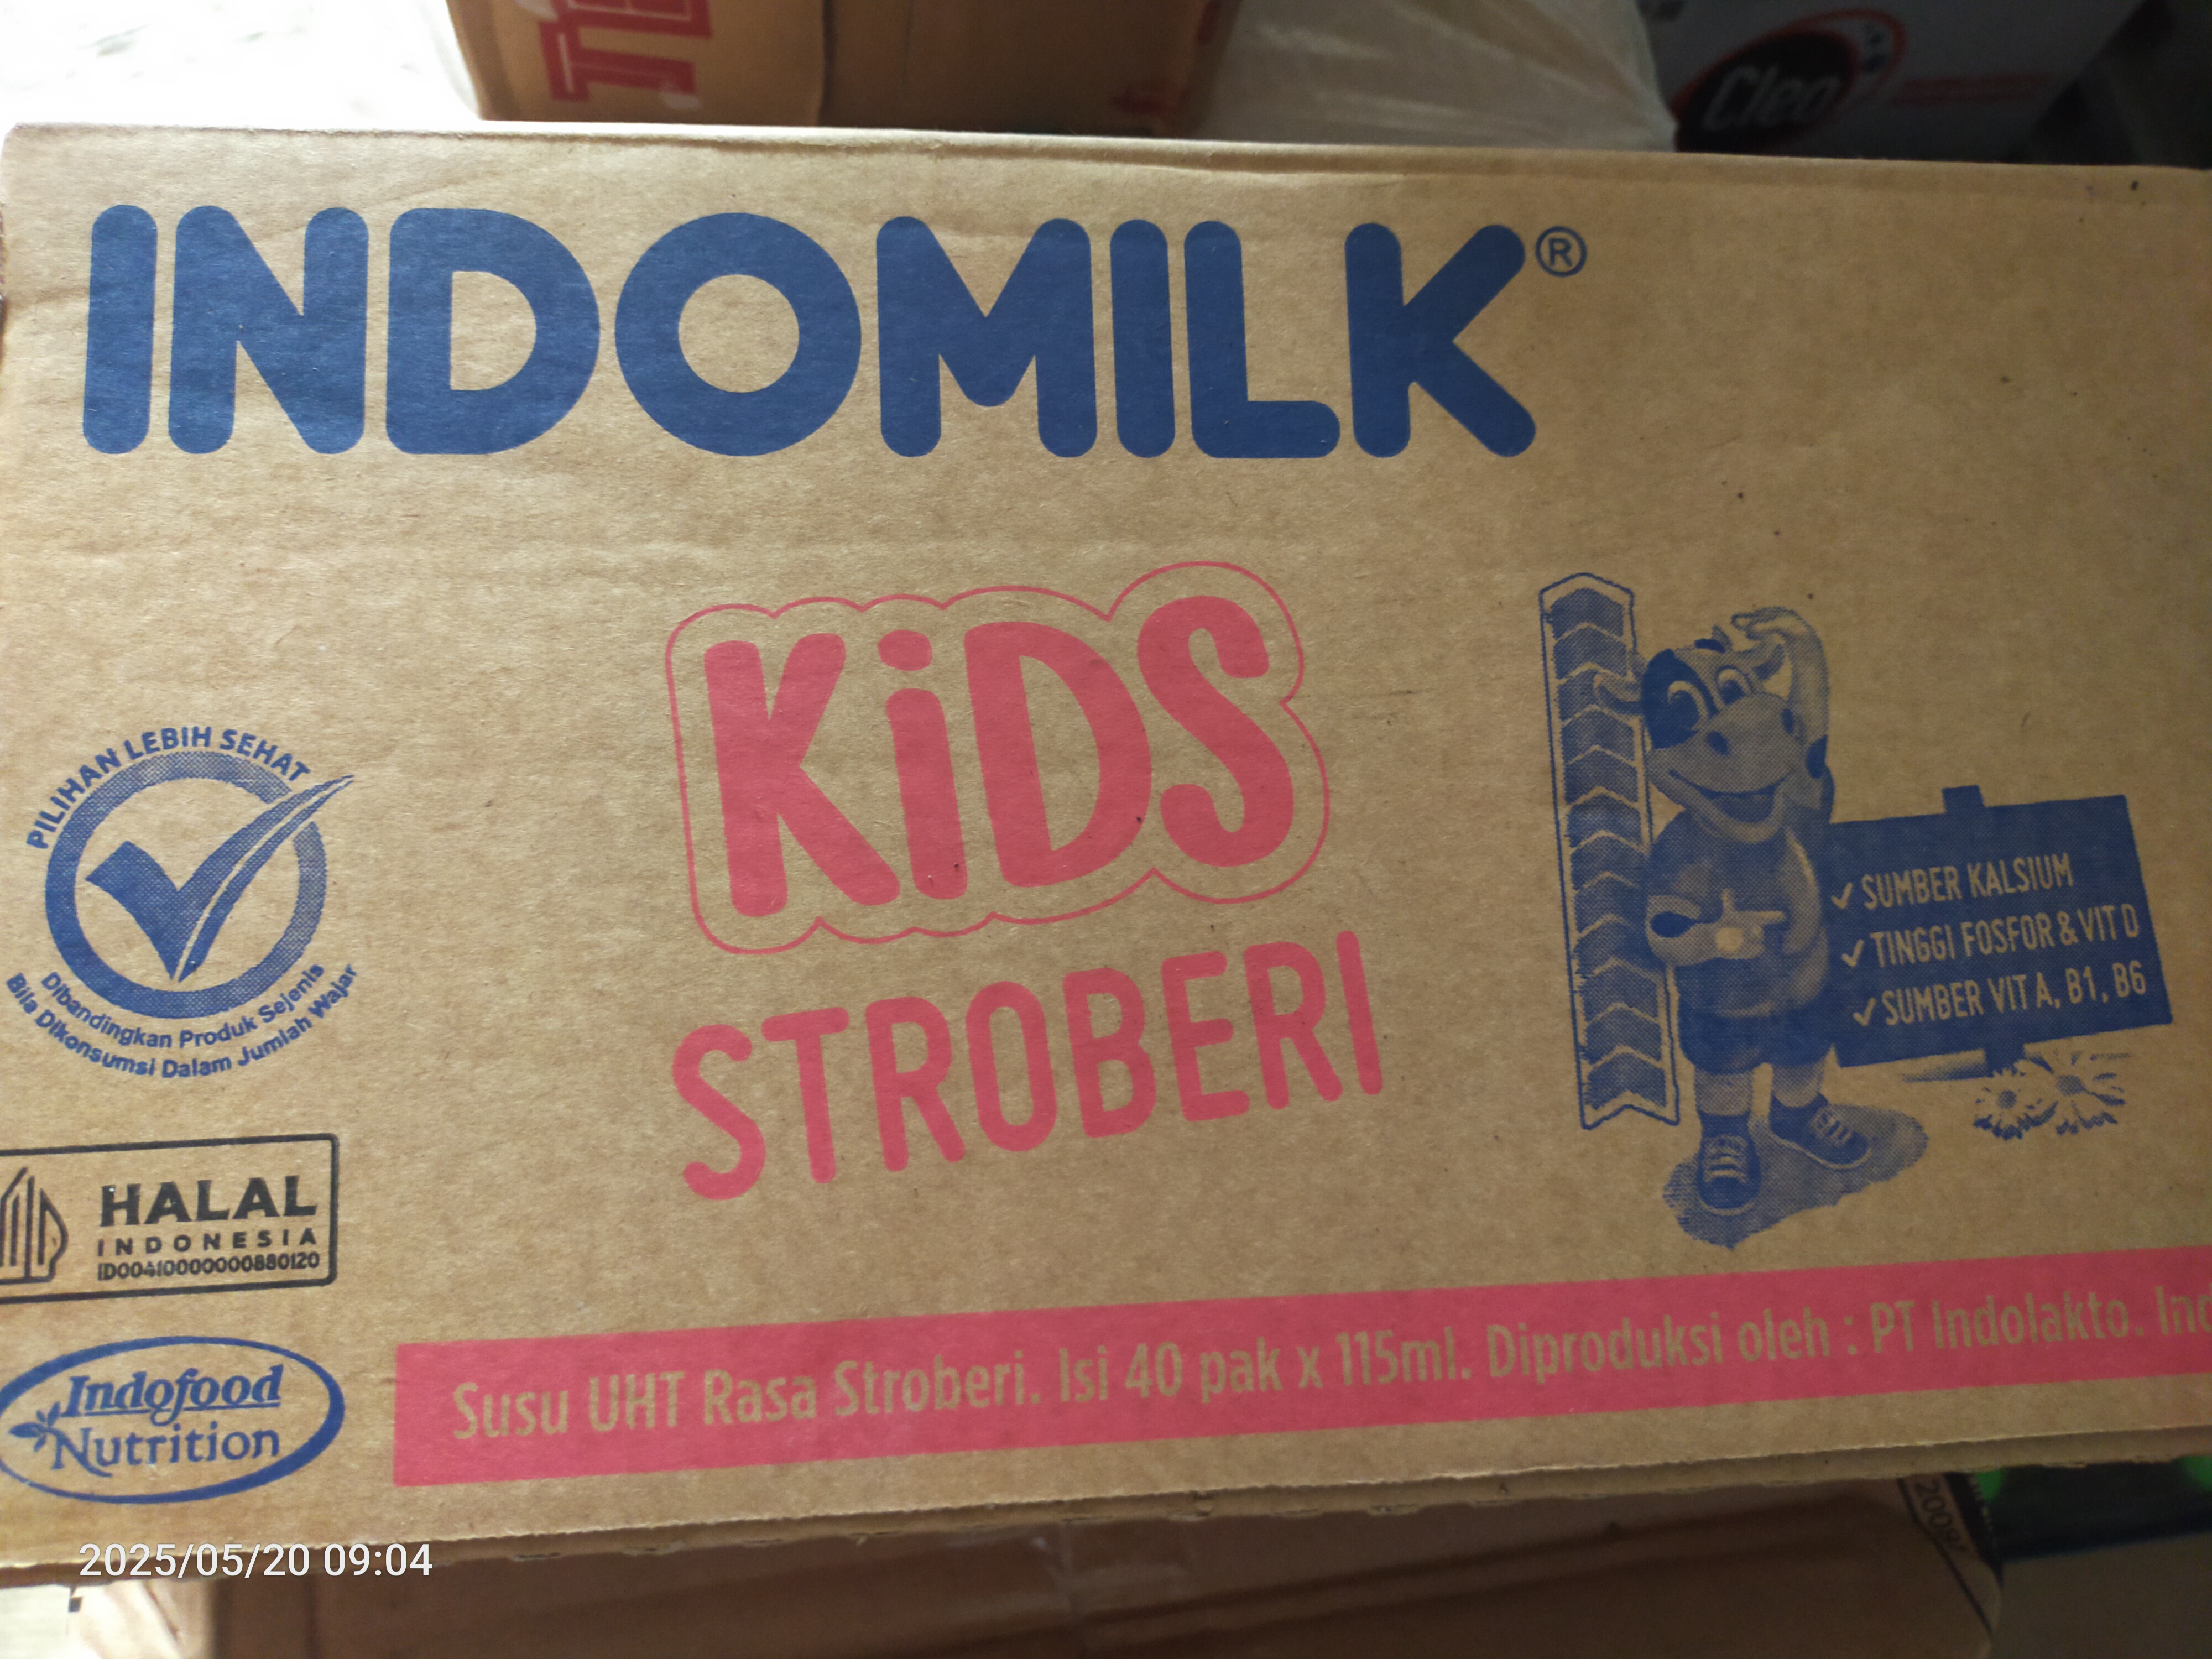 Cleo
INDOMILK®
KiDS
STROBERI
PILIHAN LEBIH SEHAT
Dibandingkan Produk Sejenis
Bila Dikonsumsi Dalam Jumlah Wajar
✓ SUMBER KALSIUM
✓ TINGGI FOSFOR & VIT D
✓ SUMBER VIT A, B1, B6
HALAL
INDONESIA
ID00410000000880120
Indofood
Nutrition
Susu UHT Rasa Stroberi. Isi 40 pak x 115ml. Diproduksi oleh : PT Indolakto.
2025/05/20 09:04